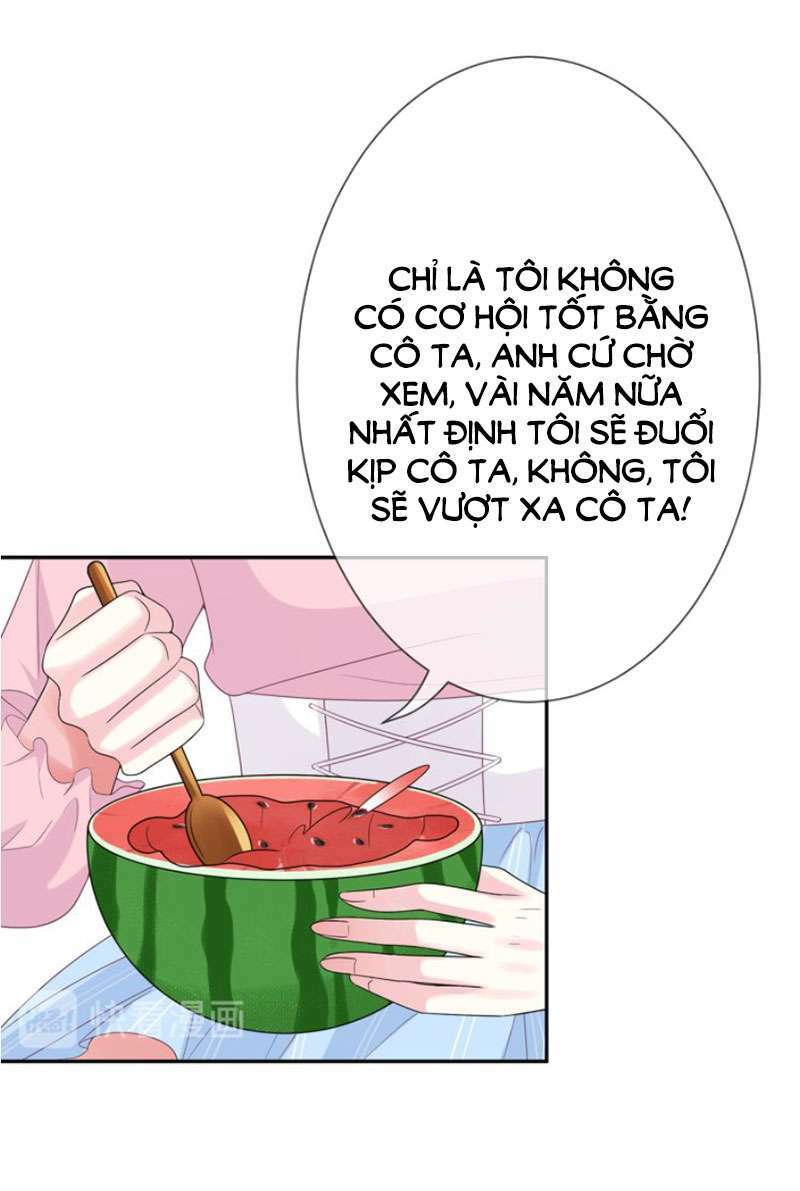 CHỈ LÀ TÔI KHÔNG
CÓ CƠ HỘI TỐT BẰNG
CÔ TA, ANH CỨ CHỜ
XEM, VÀI NĂM NỮA
NHẤT ĐỊNH TÔI SẼ ĐUỔI
KỊP CÔ TA, KHÔNG, TÔI
SẼ VƯỢT XA CÔ TA!
快看漫画